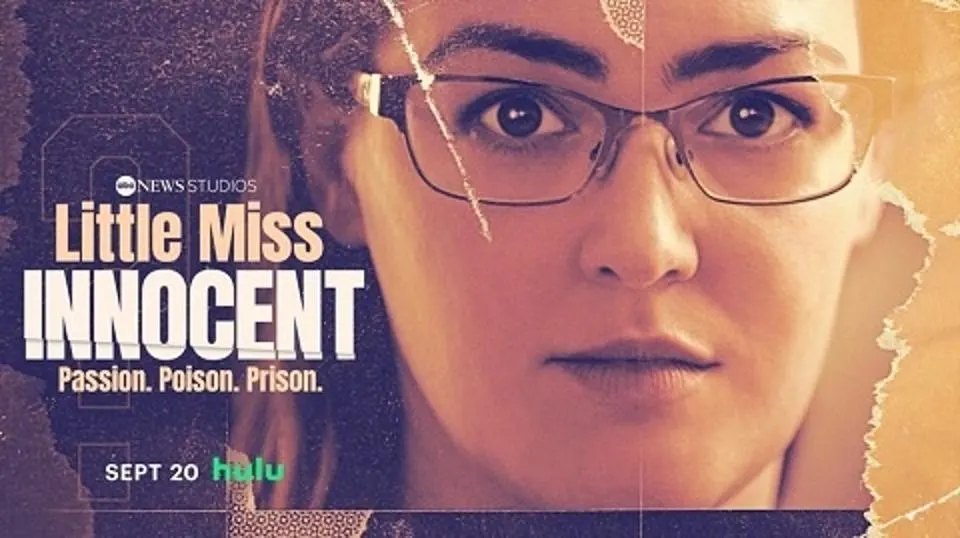 abc NEWS STUDIOS
Little Miss
INNOCENT
Passion. Poison. Prison.
SEPT 20 hulu